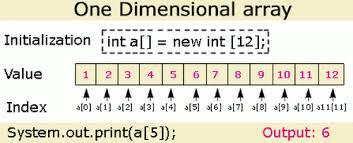 One Dimensional array
Initialization int a[] = new int [12];
Value 1 2 3 4 5 6 7 8 9 10 11 12
Index a[0] a[1] a[2] a[3] a[4] a[5] a[6] a[7] a[8] a[9] a[10] a11[11]
System.out.print(a[5]); Output: 6